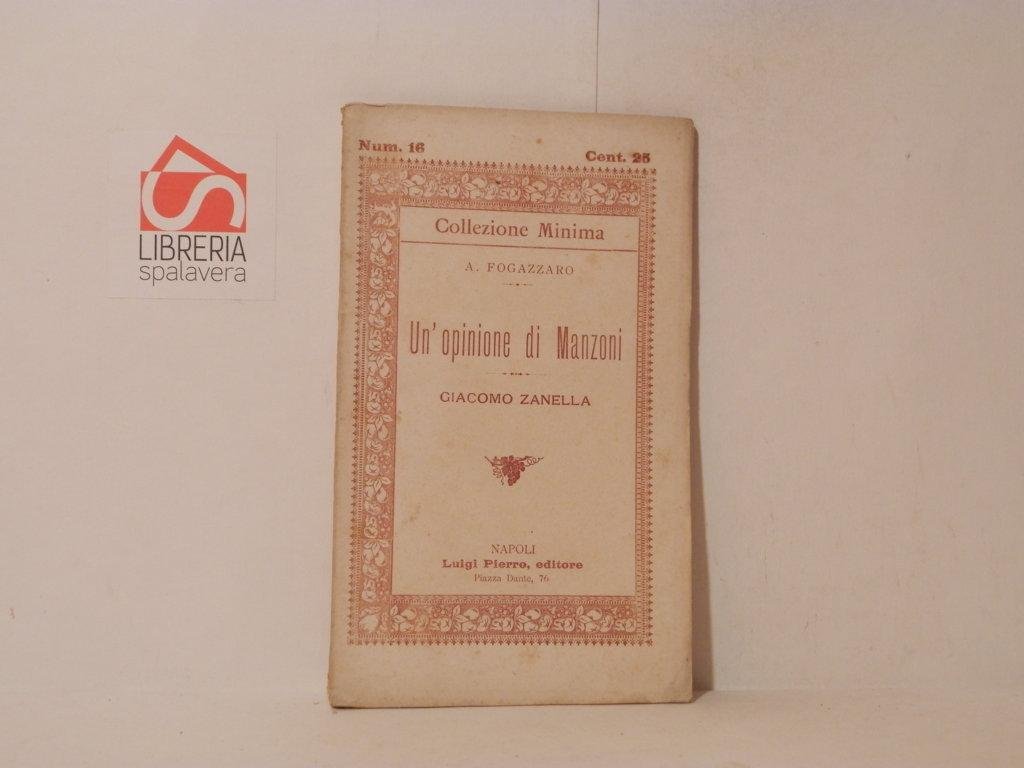 LIBRERIA
spalavera
Num. 16
Cent. 25
Collezione Minima
A. FOGAZZARO
Un' opinione di Manzoni
GIACOMO ZANELLA
NAPOLI
Luigi Pierro, editore
Piazza Dante, 76